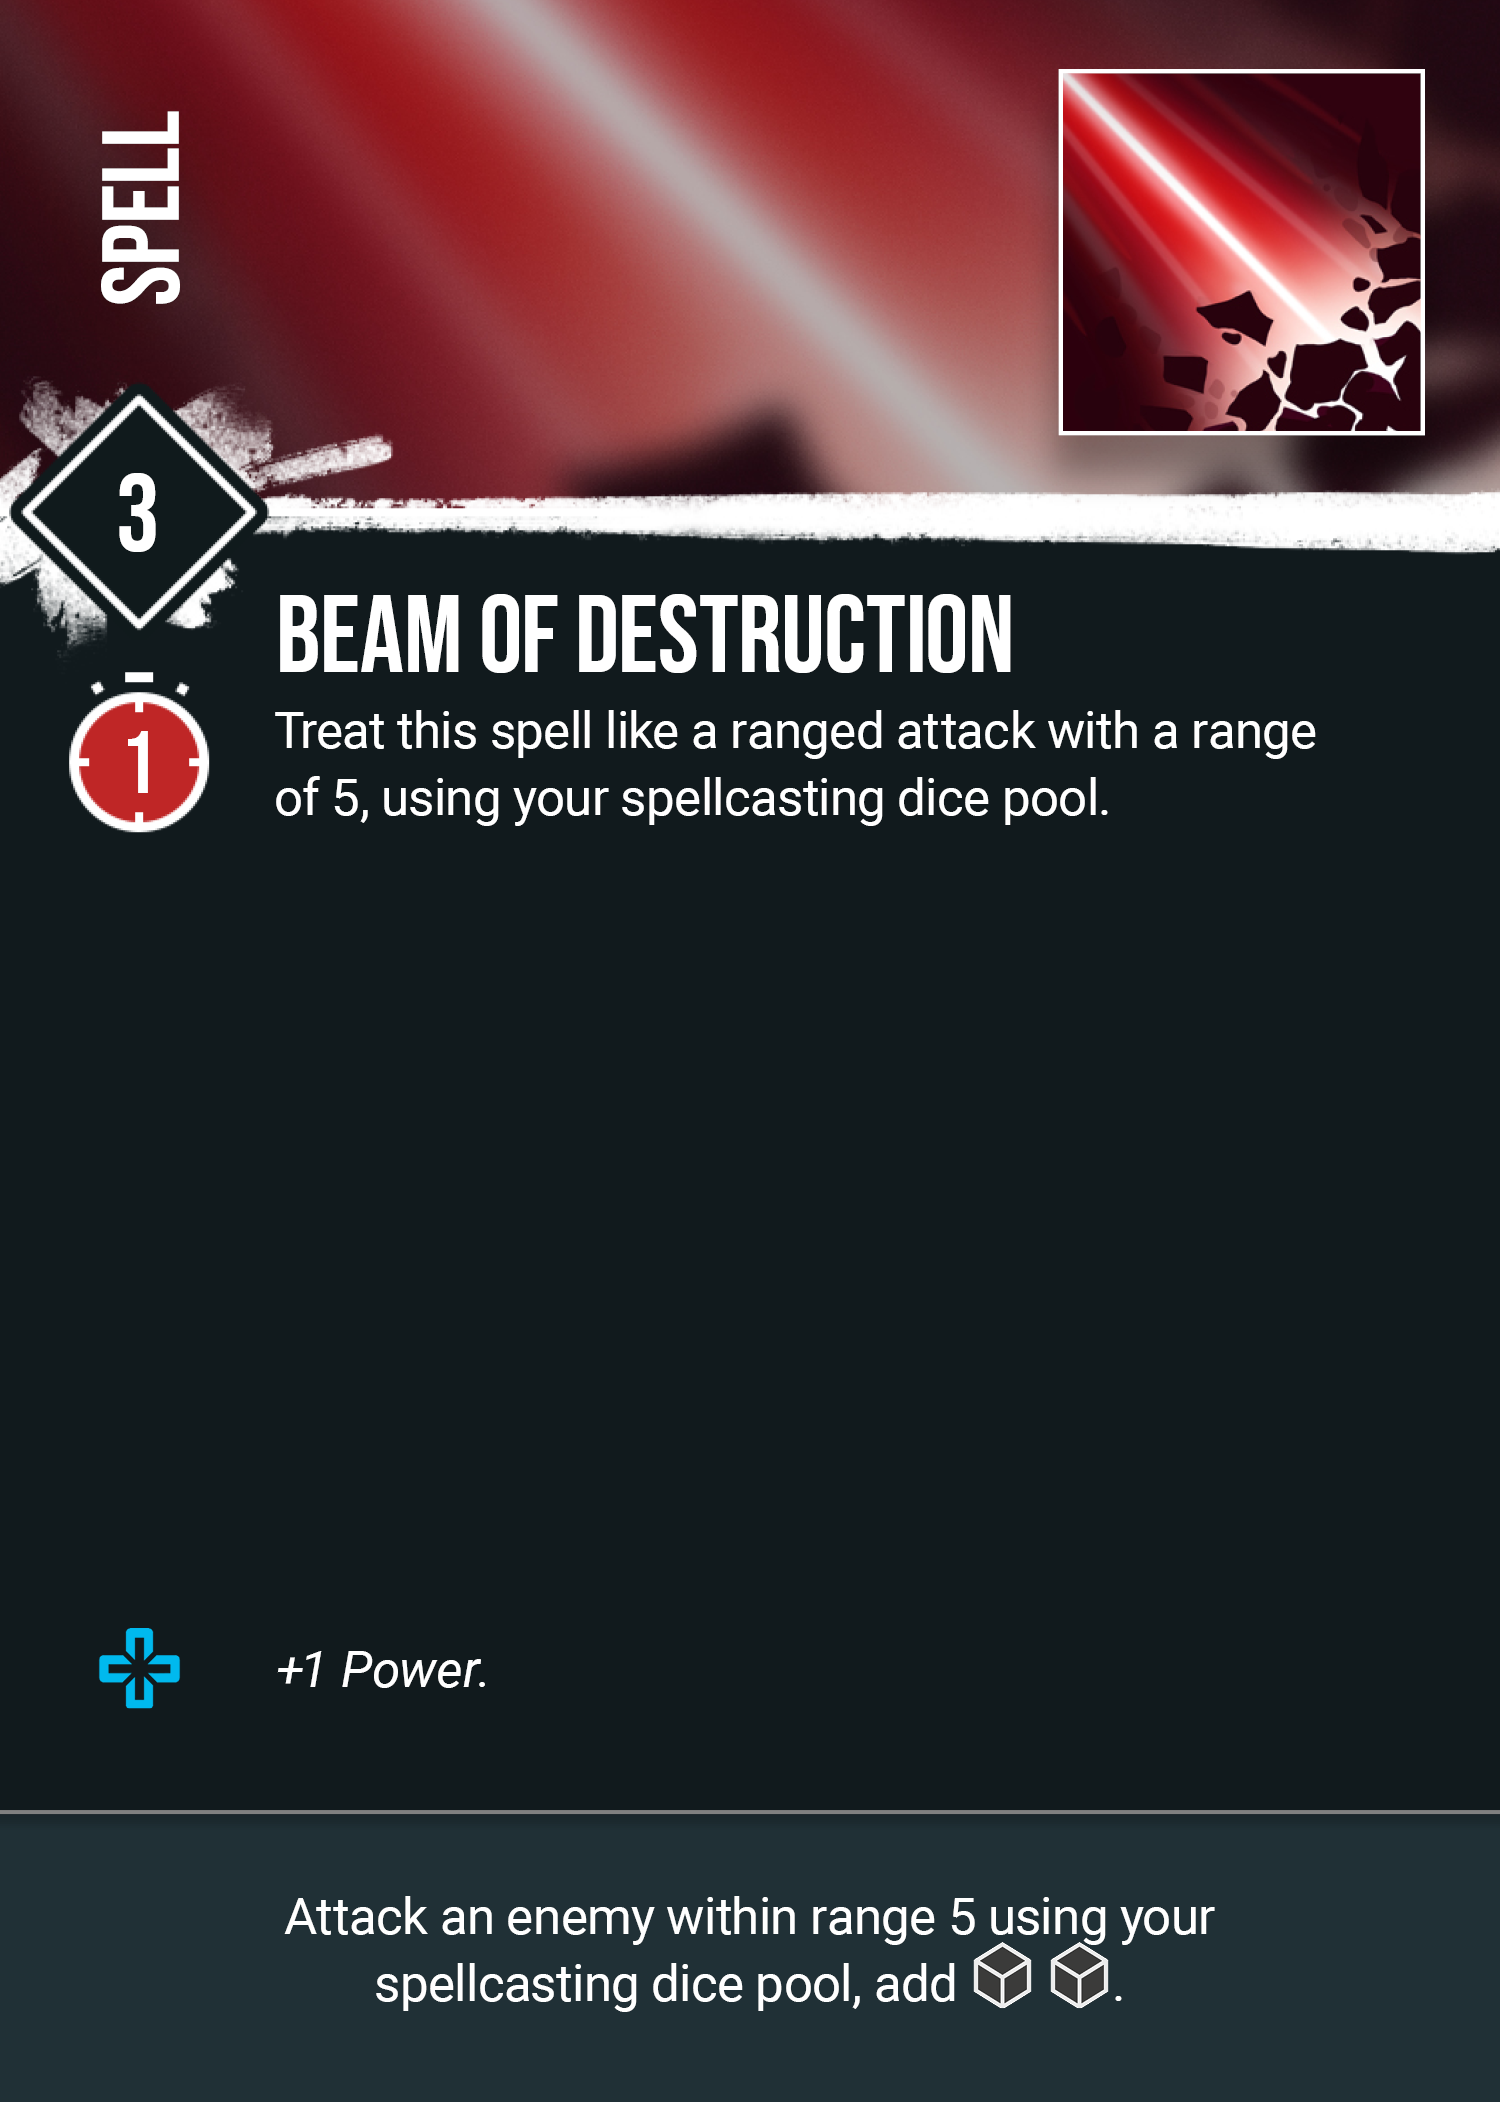 SPELL
3
BEAM OF DESTRUCTION
1
Treat this spell like a ranged attack with a range
of 5, using your spellcasting dice pool.
+1 Power.
Attack an enemy within range 5 using your
spellcasting dice pool, add .